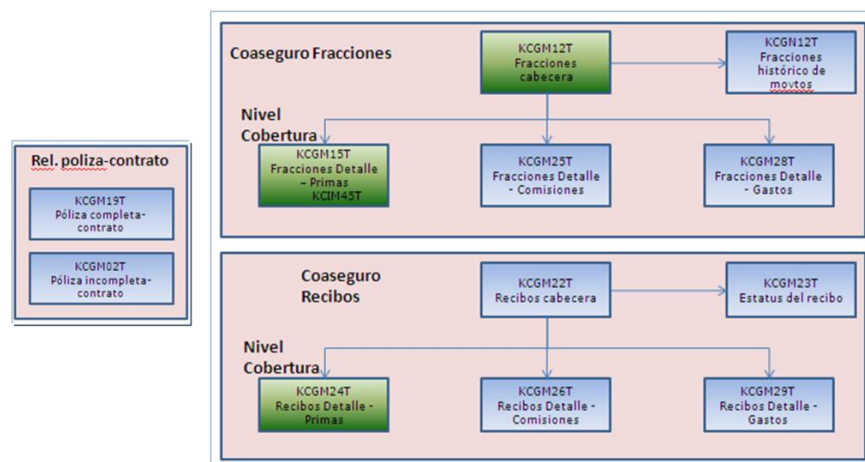 Rel. poliza-contrato
KCGM19T
Póliza completa-
contrato
KCGM02T
Póliza incompleta-
contrato
Coaseguro Fracciones
KCGM12T
Fracciones
cabecera
KCGN12T
Fracciones
histórico de
movtos
Nivel
Cobertura
KCGM15T
Fracciones Detalle
– Primas
KCIM45T
KCGM25T
Fracciones Detalle
- Comisiones
KCGM28T
Fracciones Detalle
- Gastos
Coaseguro
Recibos
KCGM22T
Recibos cabecera
KCGM23T
Estatus del recibo
Nivel
Cobertura
KCGM24T
Recibos Detalle -
Primas
KCGM26T
Recibos Detalle -
Comisiones
KCGM29T
Recibos Detalle -
Gastos